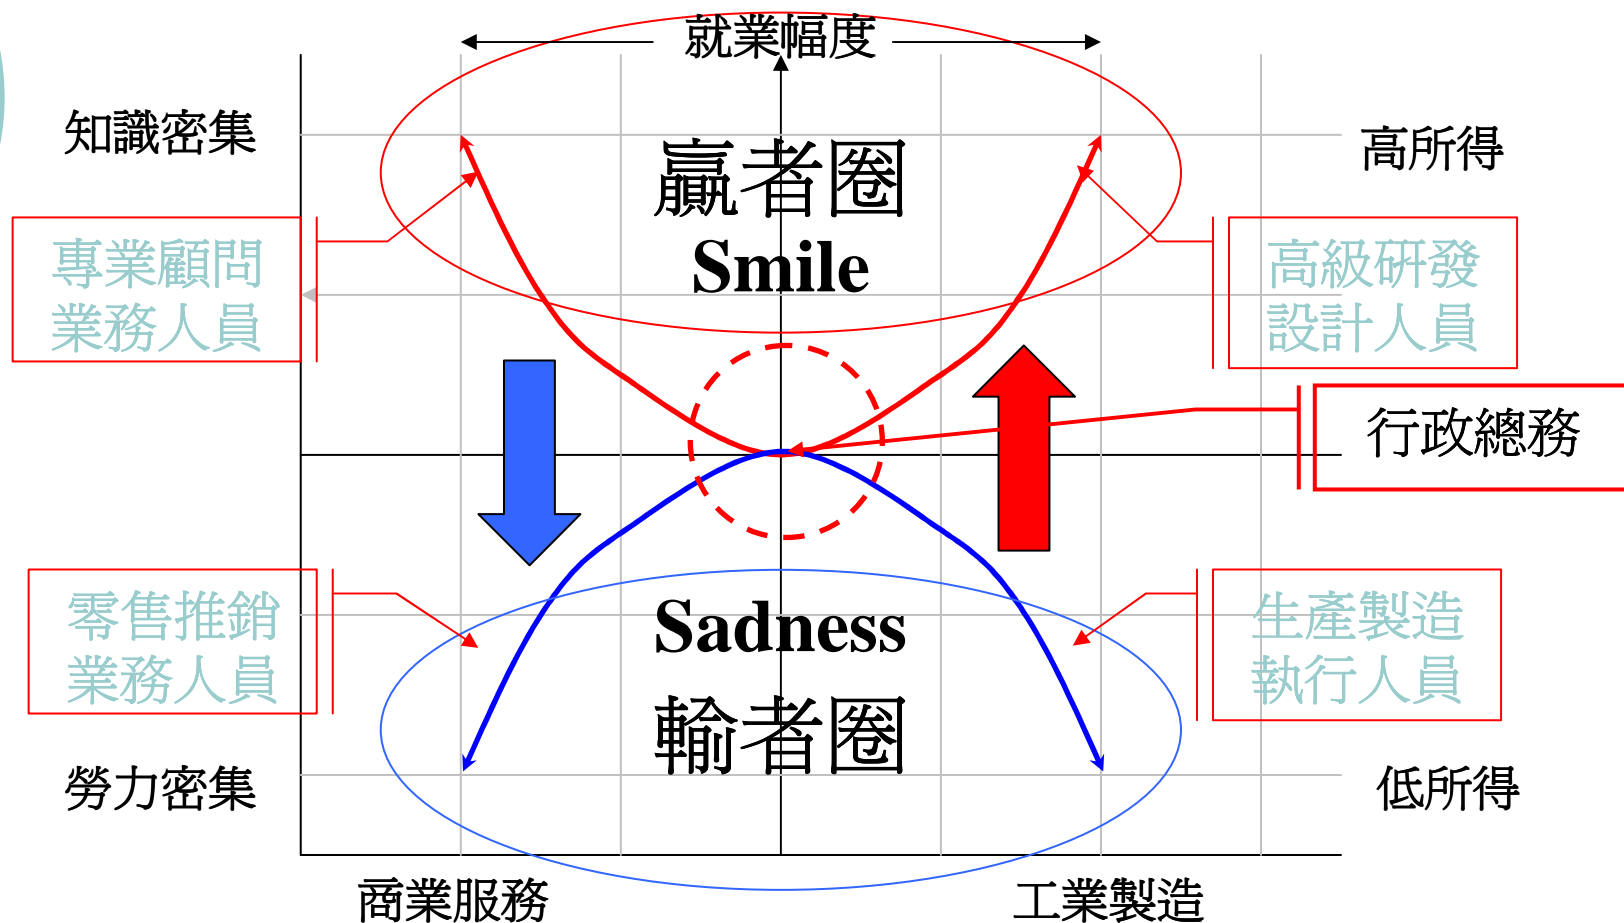 就業幅度
知識密集
高所得
贏者圈
Smile
專業顧問
業務人員
高級研發
設計人員
行政總務
零售推銷
業務人員
Sadness
輸者圈
生產製造
執行人員
勞力密集
低所得
商業服務
工業製造